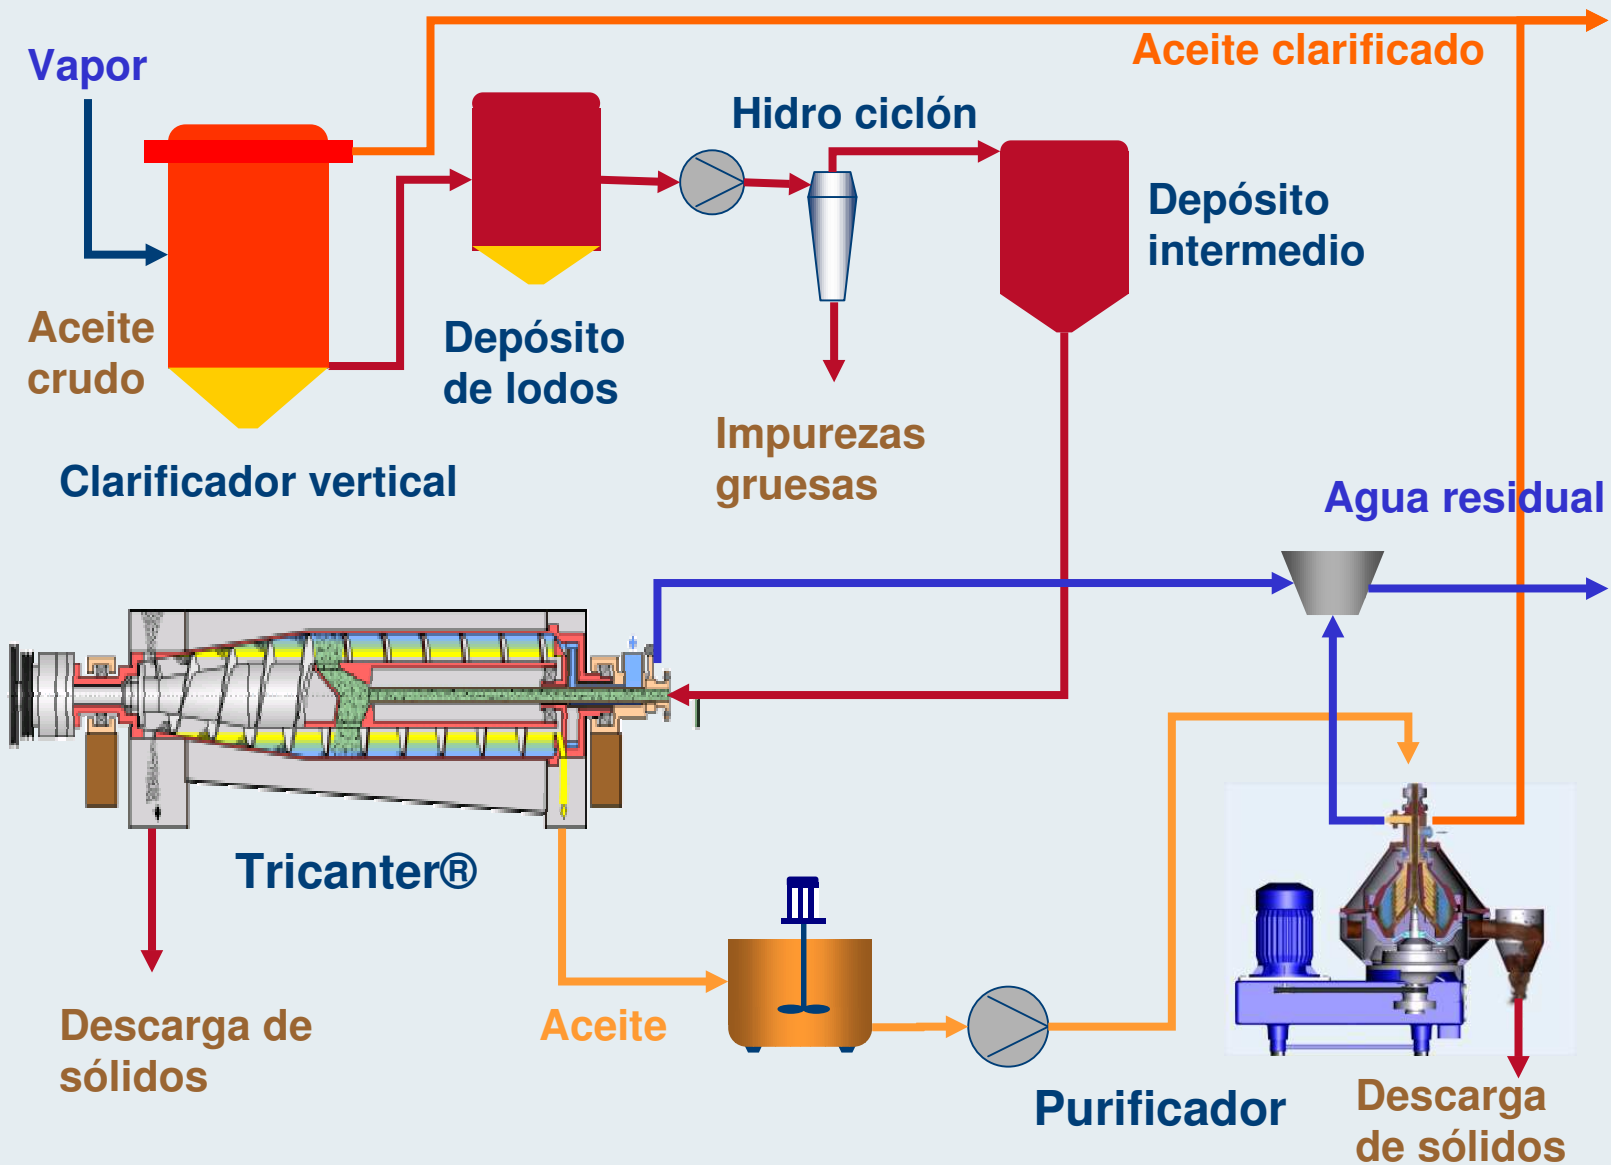 Vapor
Aceite clarificado
Hidro ciclón
Depósito
intermedio
Aceite
crudo
Depósito
de lodos
Impurezas
gruesas
Clarificador vertical
Agua residual
Tricanter®
Descarga de
sólidos
Aceite
Purificador
Descarga
de sólidos